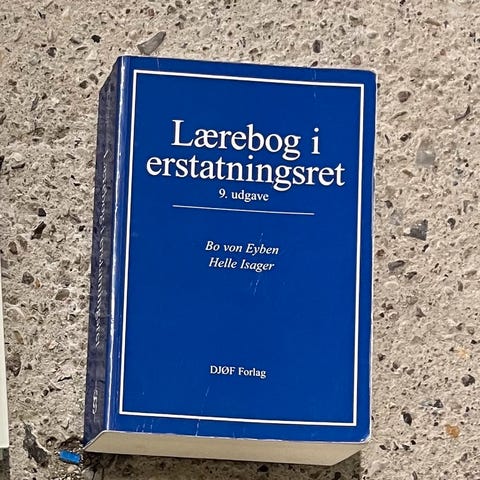 Lærebog i
erstatningsret
9. udgave
Bo von Eyben
Helle Isager
DJØF Forlag